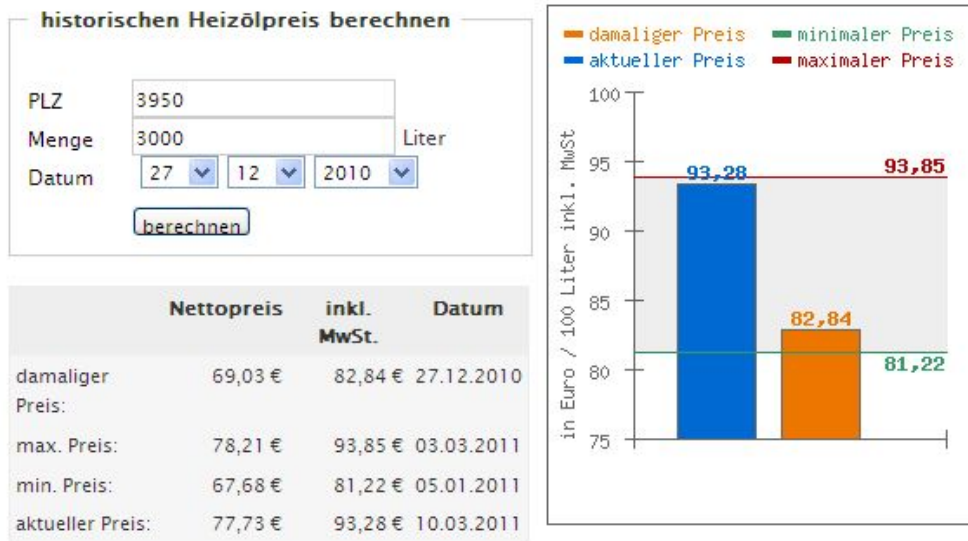 historischen Heizölpreis berechnen
PLZ 3950
Menge 3000 Liter
Datum 27 12 2010
berechnen
Nettopreis inkl. MwSt. Datum
damaliger Preis: 69,03 € 82,84 € 27.12.2010
max. Preis: 78,21 € 93,85 € 03.03.2011
min. Preis: 67,68 € 81,22 € 05.01.2011
aktueller Preis: 77,73 € 93,28 € 10.03.2011
damaliger Preis minimaler Preis
aktueller Preis maximaler Preis
in Euro / 100 Liter inkl. MwSt
100
95
90
85
80
75
93,28
93,85
82,84
81,22